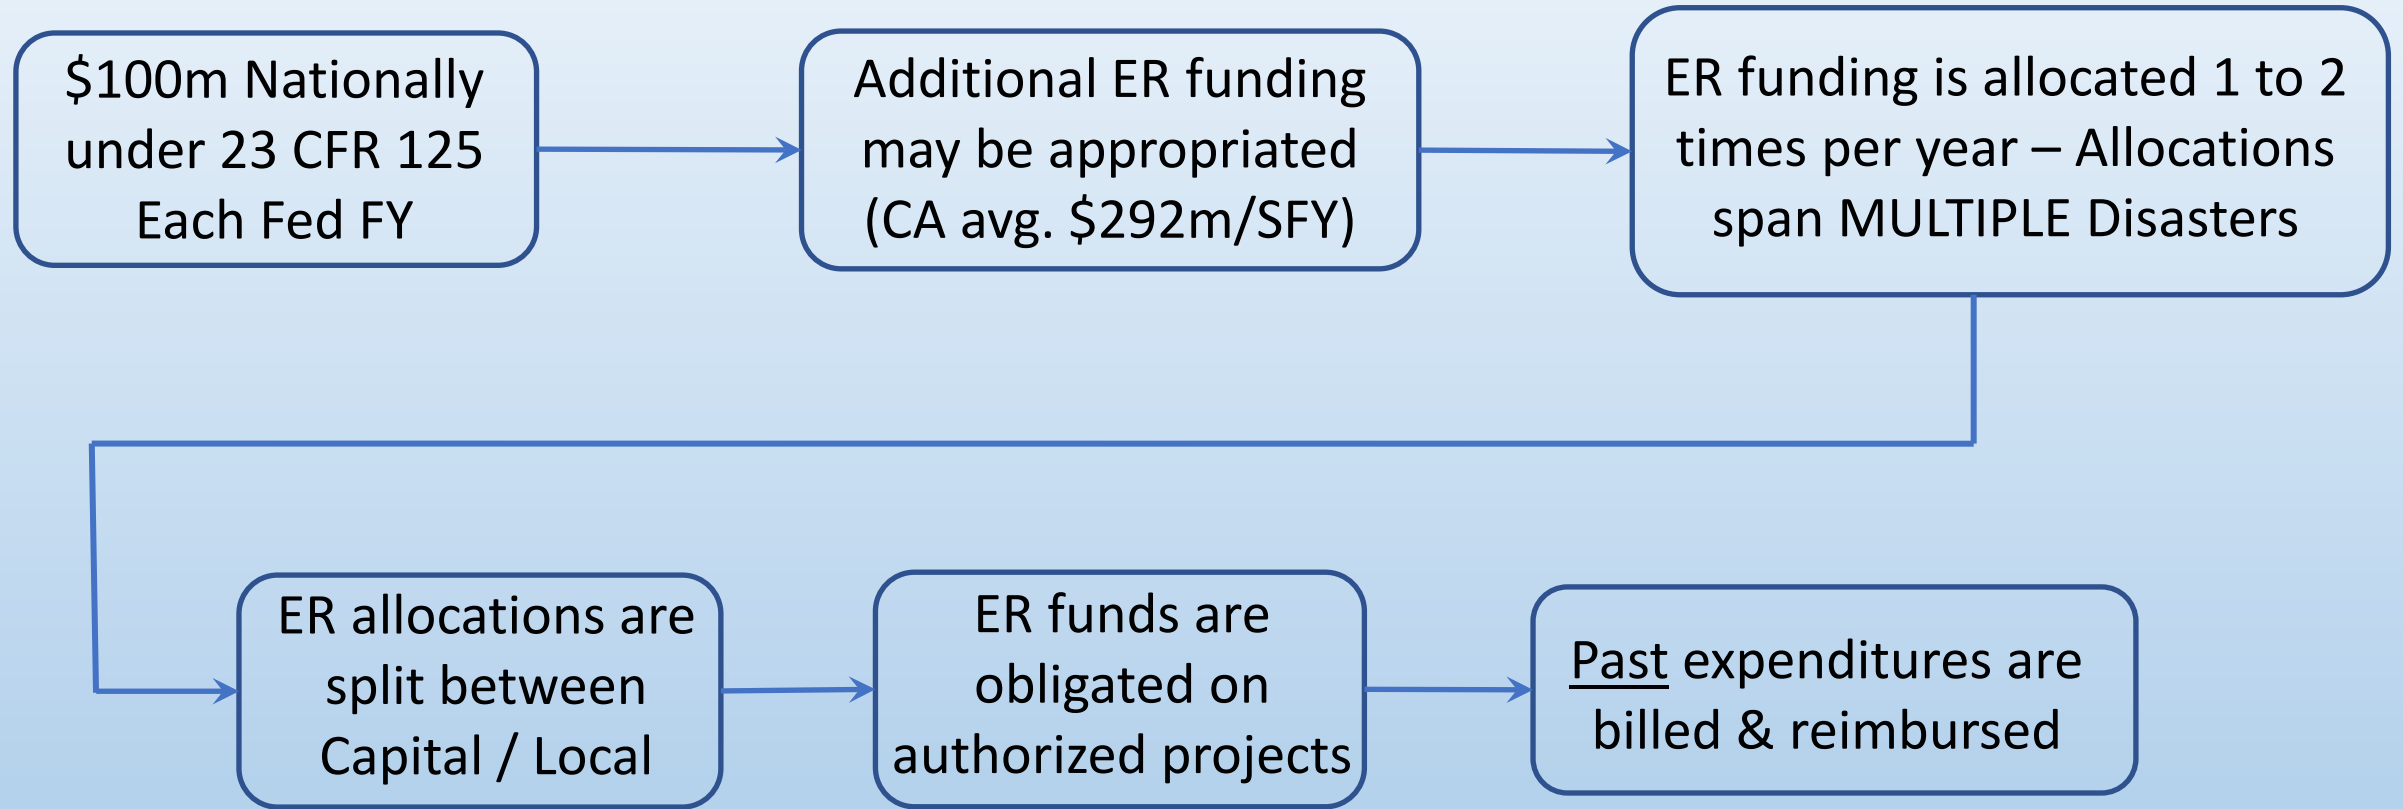 $100m Nationally
under 23 CFR 125
Each Fed FY
Additional ER funding
may be appropriated
(CA avg. $292m/SFY)
ER funding is allocated 1 to 2
times per year – Allocations
span MULTIPLE Disasters
ER allocations are
split between
Capital / Local
ER funds are
obligated on
authorized projects
Past expenditures are
billed & reimbursed